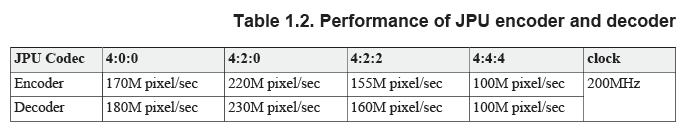 Table 1.2. Performance of JPU encoder and decoder
JPU Codec 4:0:0 4:2:0 4:2:2 4:4:4 clock
Encoder 170M pixel/sec 220M pixel/sec 155M pixel/sec 100M pixel/sec 200MHz
Decoder 180M pixel/sec 230M pixel/sec 160M pixel/sec 100M pixel/sec